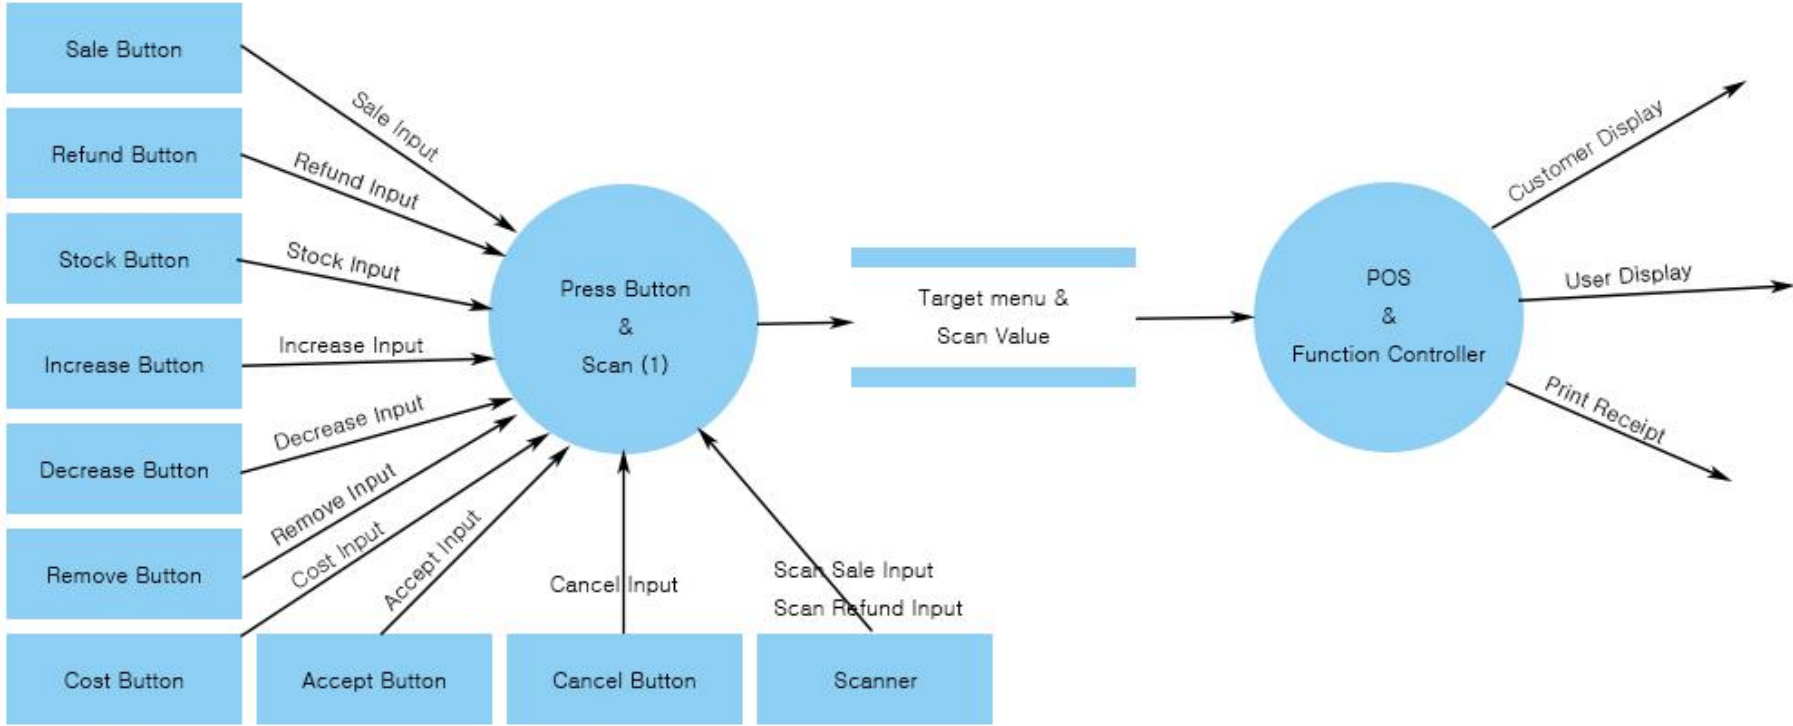 Sale Button
Refund Button
Stock Button
Increase Button
Decrease Button
Remove Button
Cost Button
Accept Button
Cancel Button
Scanner
Sale Input
Refund Input
Stock Input
Increase Input
Decrease Input
Remove Input
Cost Input
Accept Input
Cancel Input
Scan Sale Input
Scan Refund Input
Press Button
&
Scan (1)
Target menu &
Scan Value
POS
&
Function Controller
Customer Display
User Display
Print Receipt